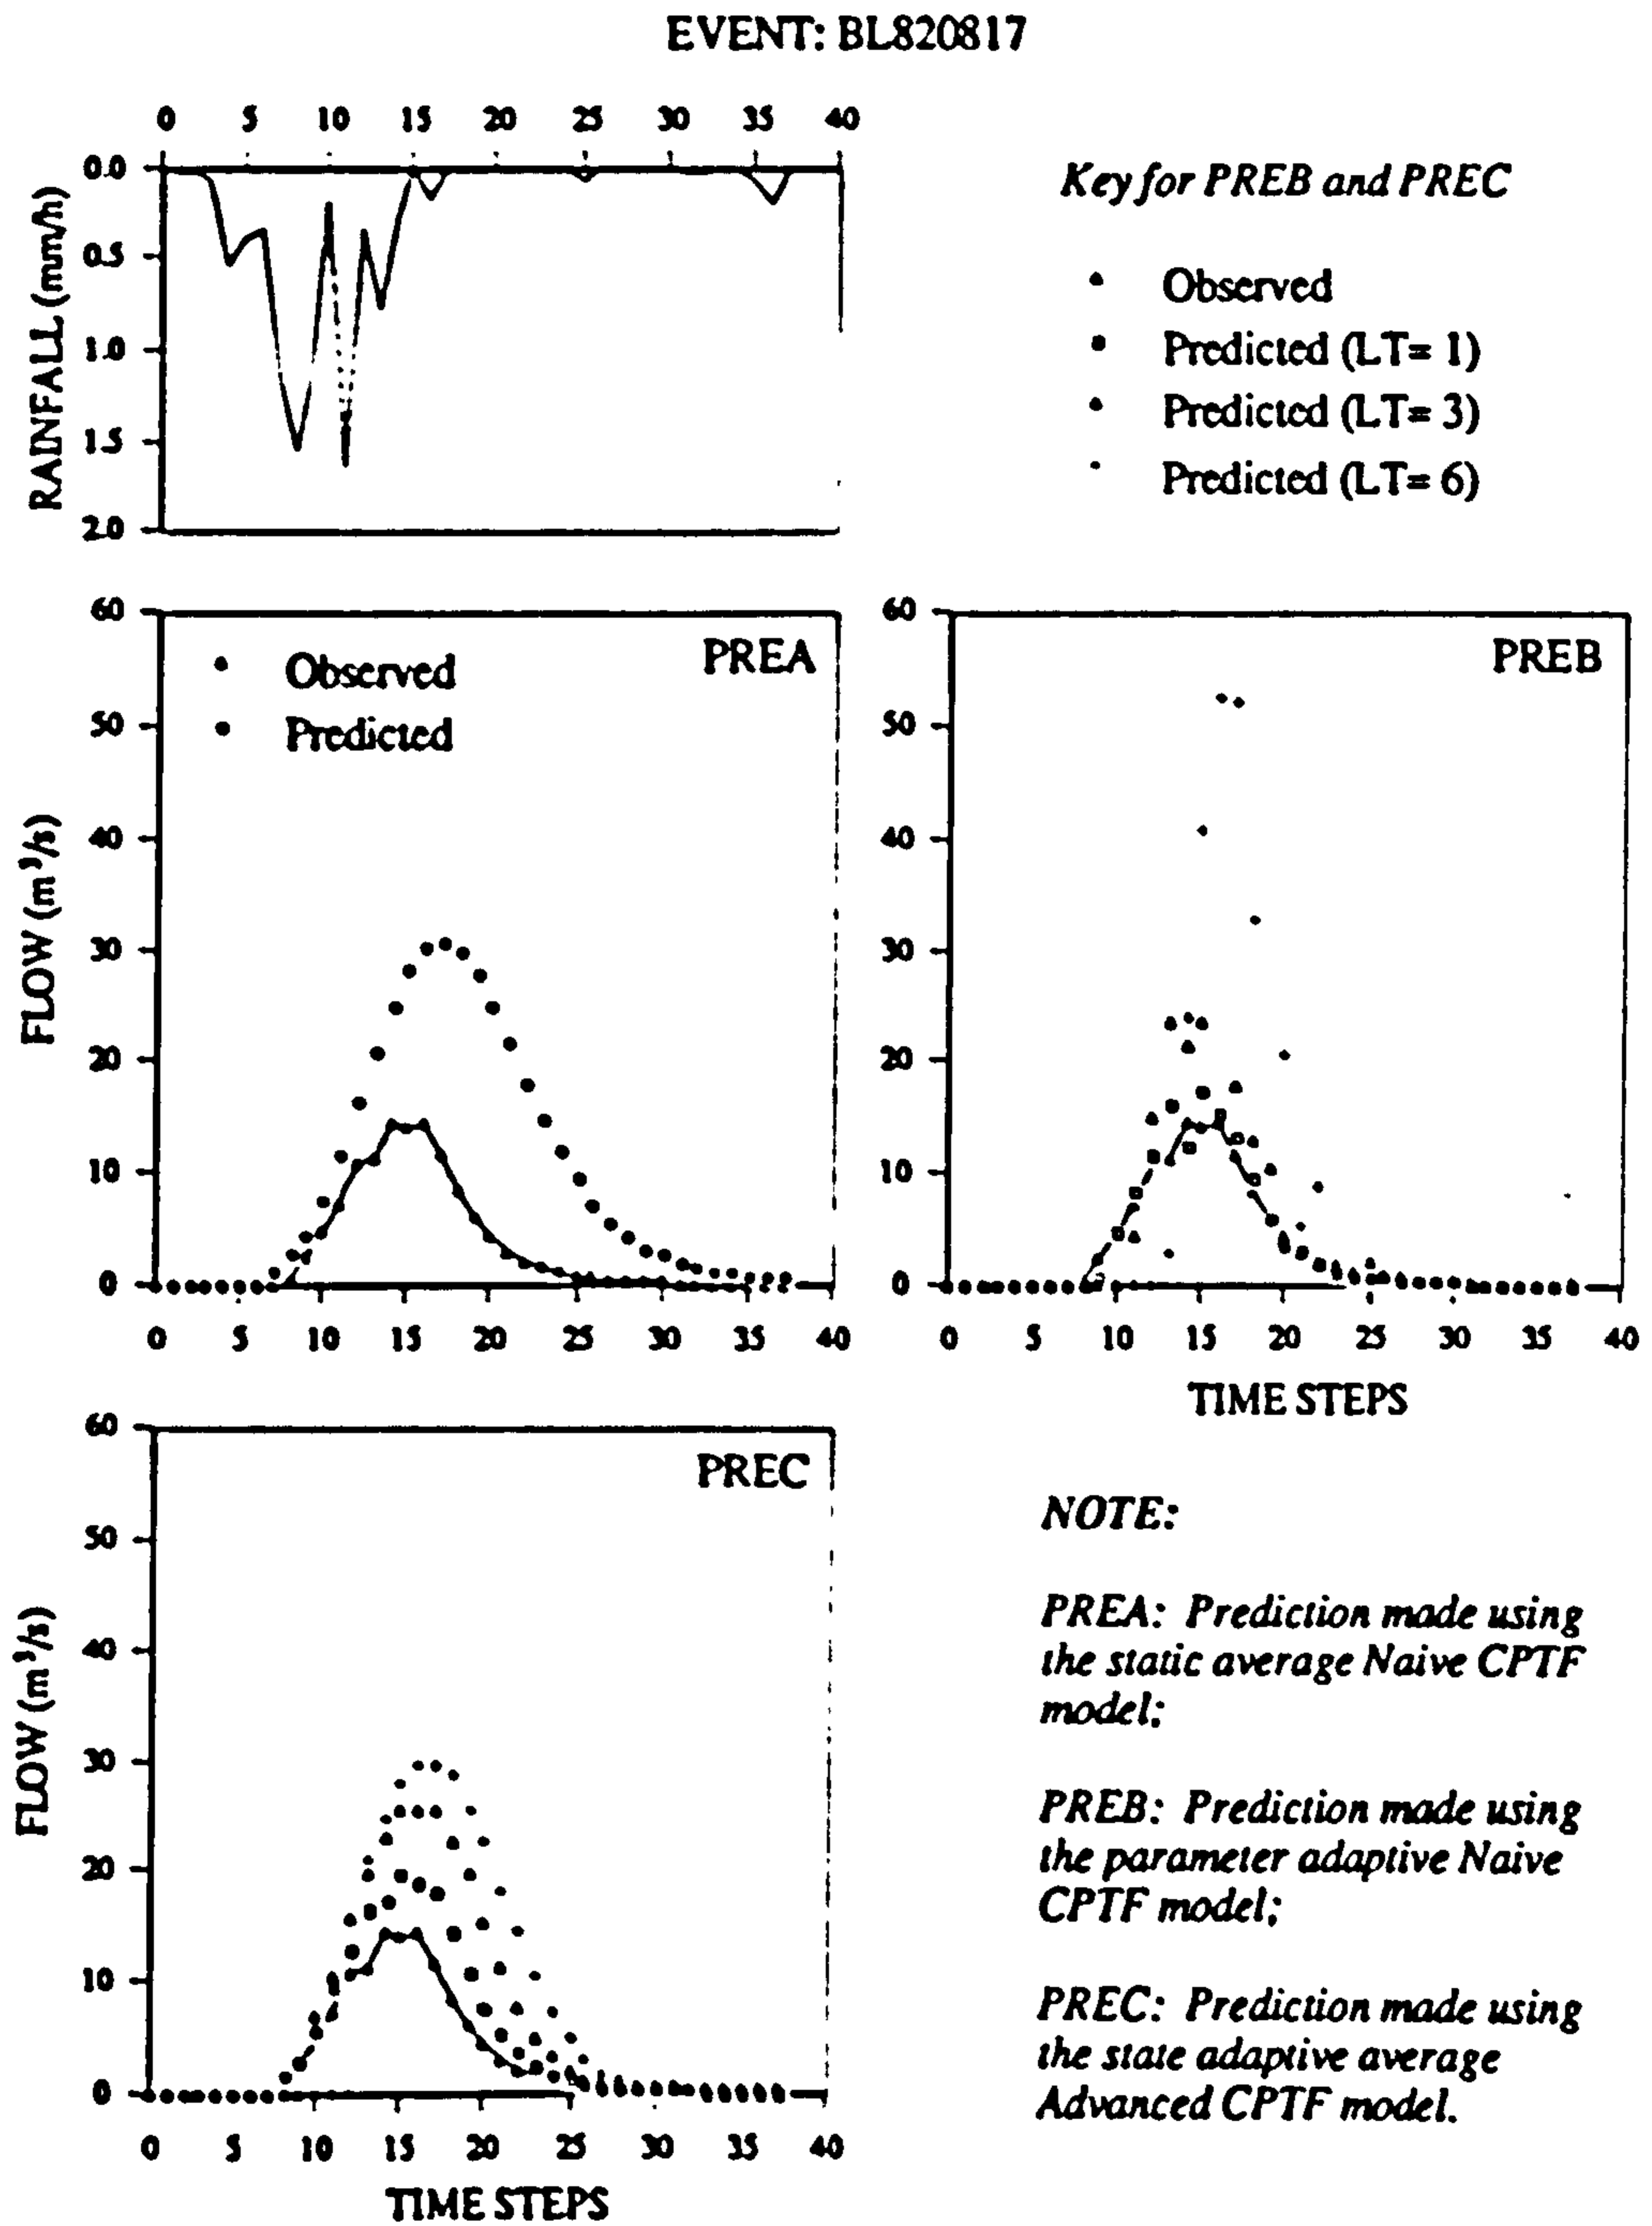 EVENT: BL820817
0 5 10 15 20 25 30 35 40
0.0
0.5
1.0
1.5
2.0
RAINFALL (mm/h)
Key for PREB and PREC
Observed
Predicted (LT= 1)
Predicted (LT= 3)
Predicted (LT= 6)
60
50
40
30
20
10
0
FLOW (m³/s)
PREA
Observed
Predicted
0 5 10 15 20 25 30 35 40
60
50
40
30
20
10
0
PREB
0 5 10 15 20 25 30 35 40
TIME STEPS
60
50
40
30
20
10
0
FLOW (m³/s)
PREC
0 5 10 15 20 25 30 35 40
TIME STEPS
NOTE:
PREA: Prediction made using
the static average Naive CPTF
model;
PREB: Prediction made using
the parameter adaptive Naive
CPTF model;
PREC: Prediction made using
the state adaptive average
Advanced CPTF model.